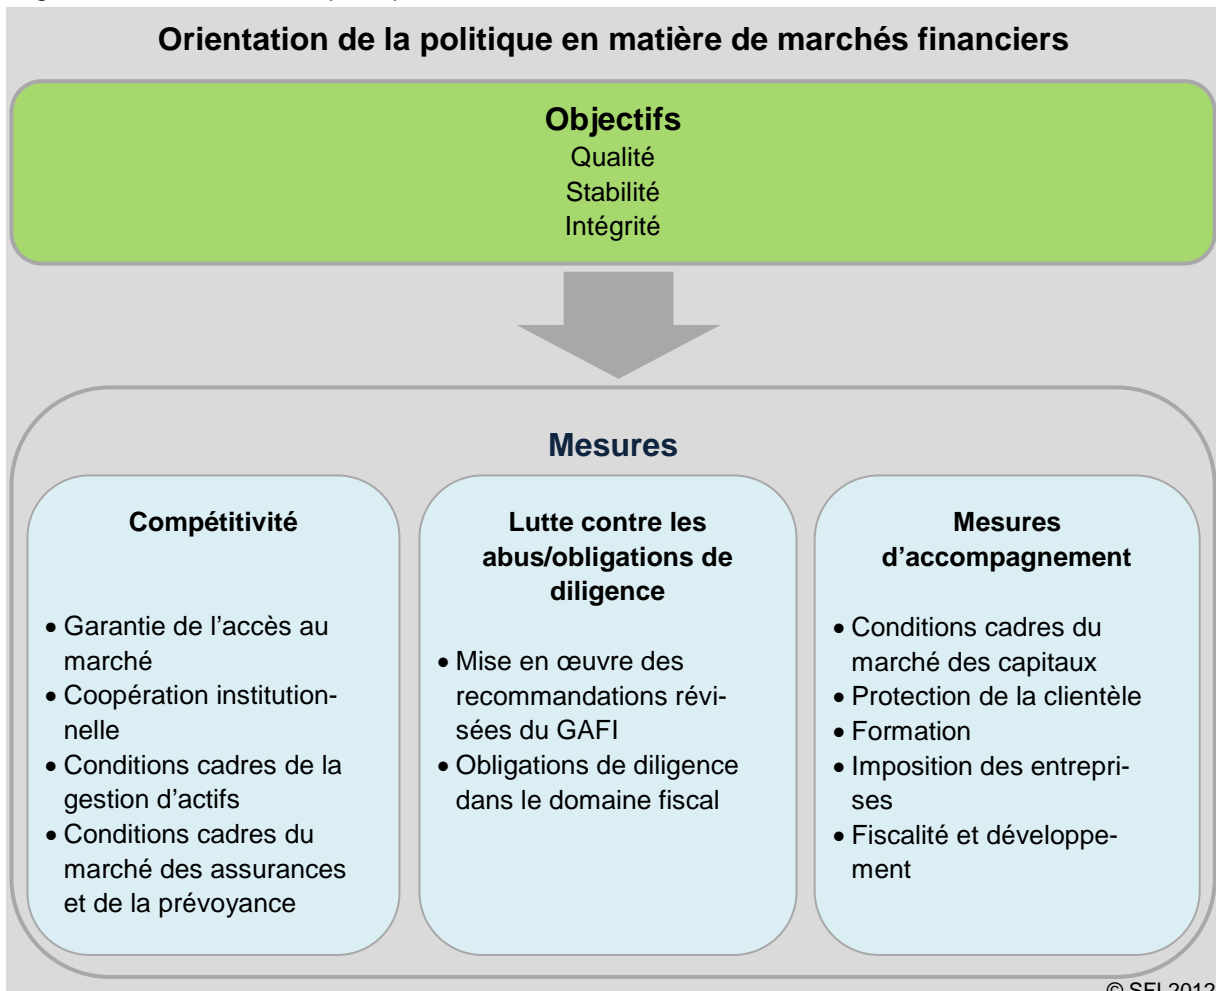 Orientation de la politique en matière de marchés financiers
Objectifs
Qualité
Stabilité
Intégrité
Mesures
Compétitivité
• Garantie de l'accès au
marché
• Coopération institution-
nelle
• Conditions cadres de la
gestion d'actifs
• Conditions cadres du
marché des assurances
et de la prévoyance
Lutte contre les
abus/obligations de
diligence
• Mise en œuvre des
recommandations révi-
sées du GAFI
• Obligations de diligence
dans le domaine fiscal
Mesures
d'accompagnement
• Conditions cadres du
marché des capitaux
• Protection de la clientèle
• Formation
• Imposition des entrepri-
ses
• Fiscalité et développe-
ment
© SFI 2012